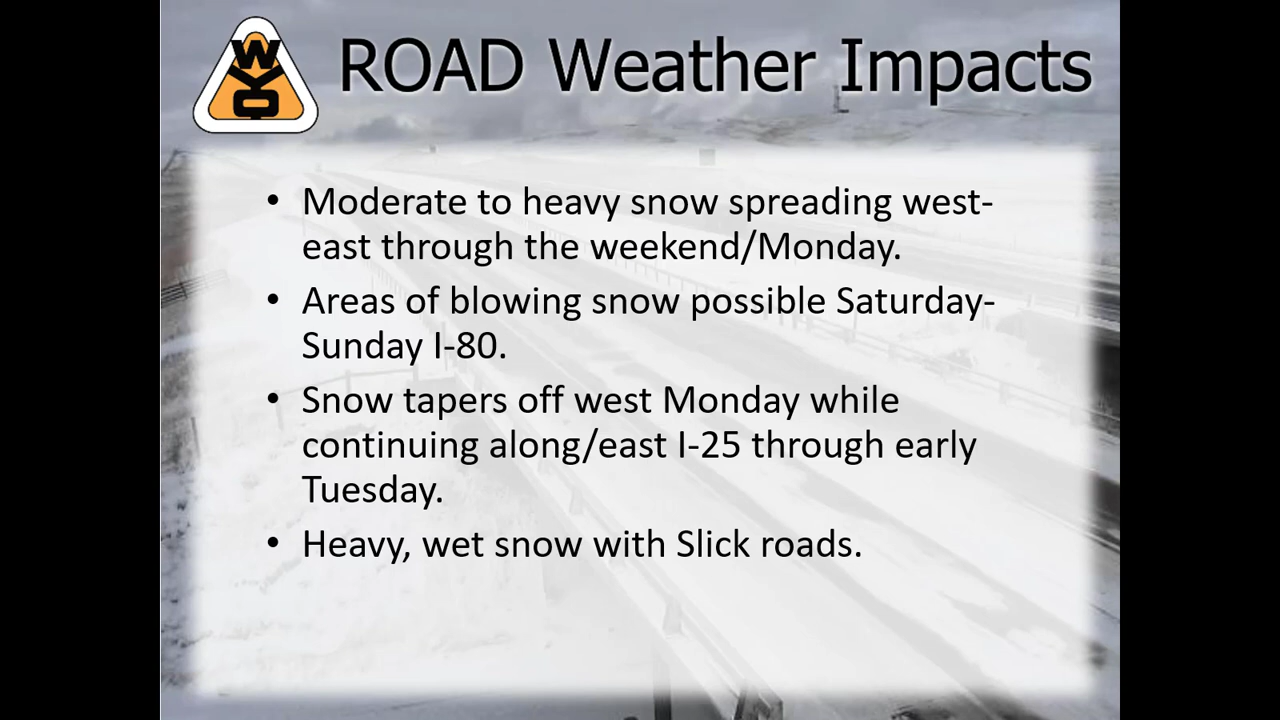 WYO
ROAD Weather Impacts
• Moderate to heavy snow spreading west-
east through the weekend/Monday.
• Areas of blowing snow possible Saturday-
Sunday I-80.
• Snow tapers off west Monday while
continuing along/east I-25 through early
Tuesday.
• Heavy, wet snow with Slick roads.